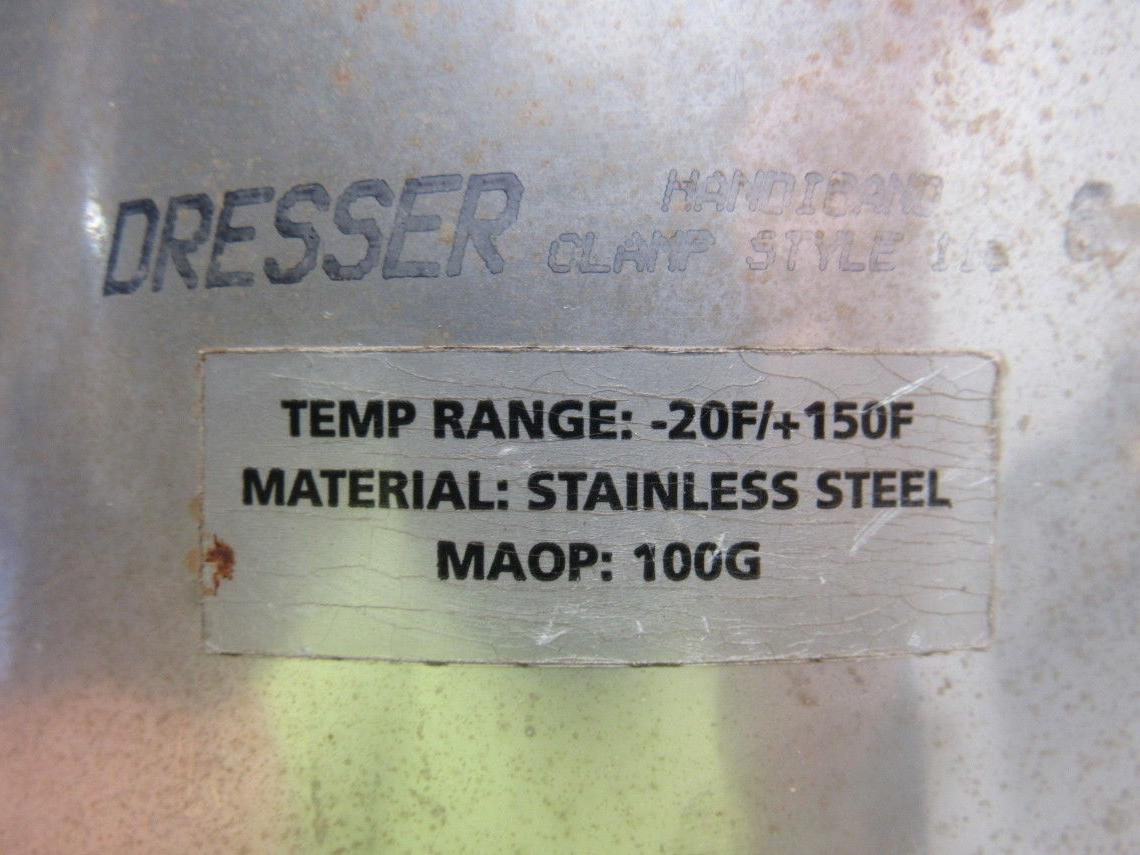 DRESSER
HANDIBAND
CLAMP STYLE
TEMP RANGE: -20F/+150F
MATERIAL: STAINLESS STEEL
MAOP: 100G